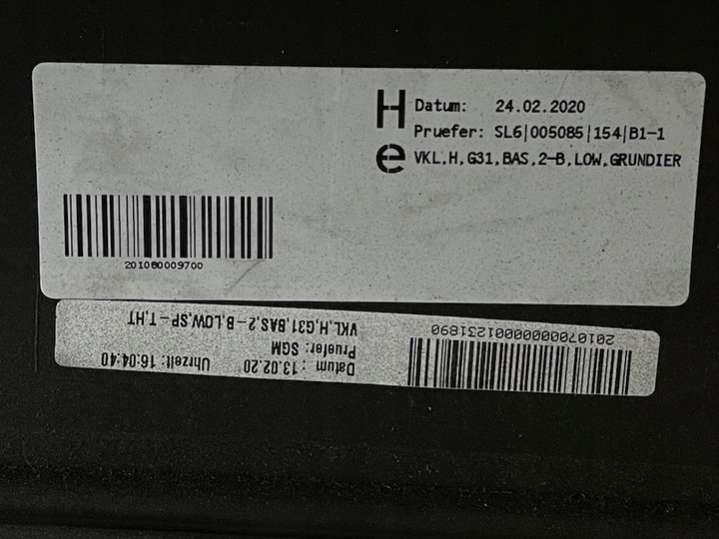 H
Datum: 24.02.2020
Pruefer: SL6|005085|154|B1-1
e
VKL,H,G31,BAS,2-B,LOW,GRUNDIER
201060009700
Datum : 13.02.20 Uhrzeit: 16:04:40
Pruefer: SGM
VKL,H,G31,BAS,2-B,LOW,SP-T,HT
2010700000000001231890